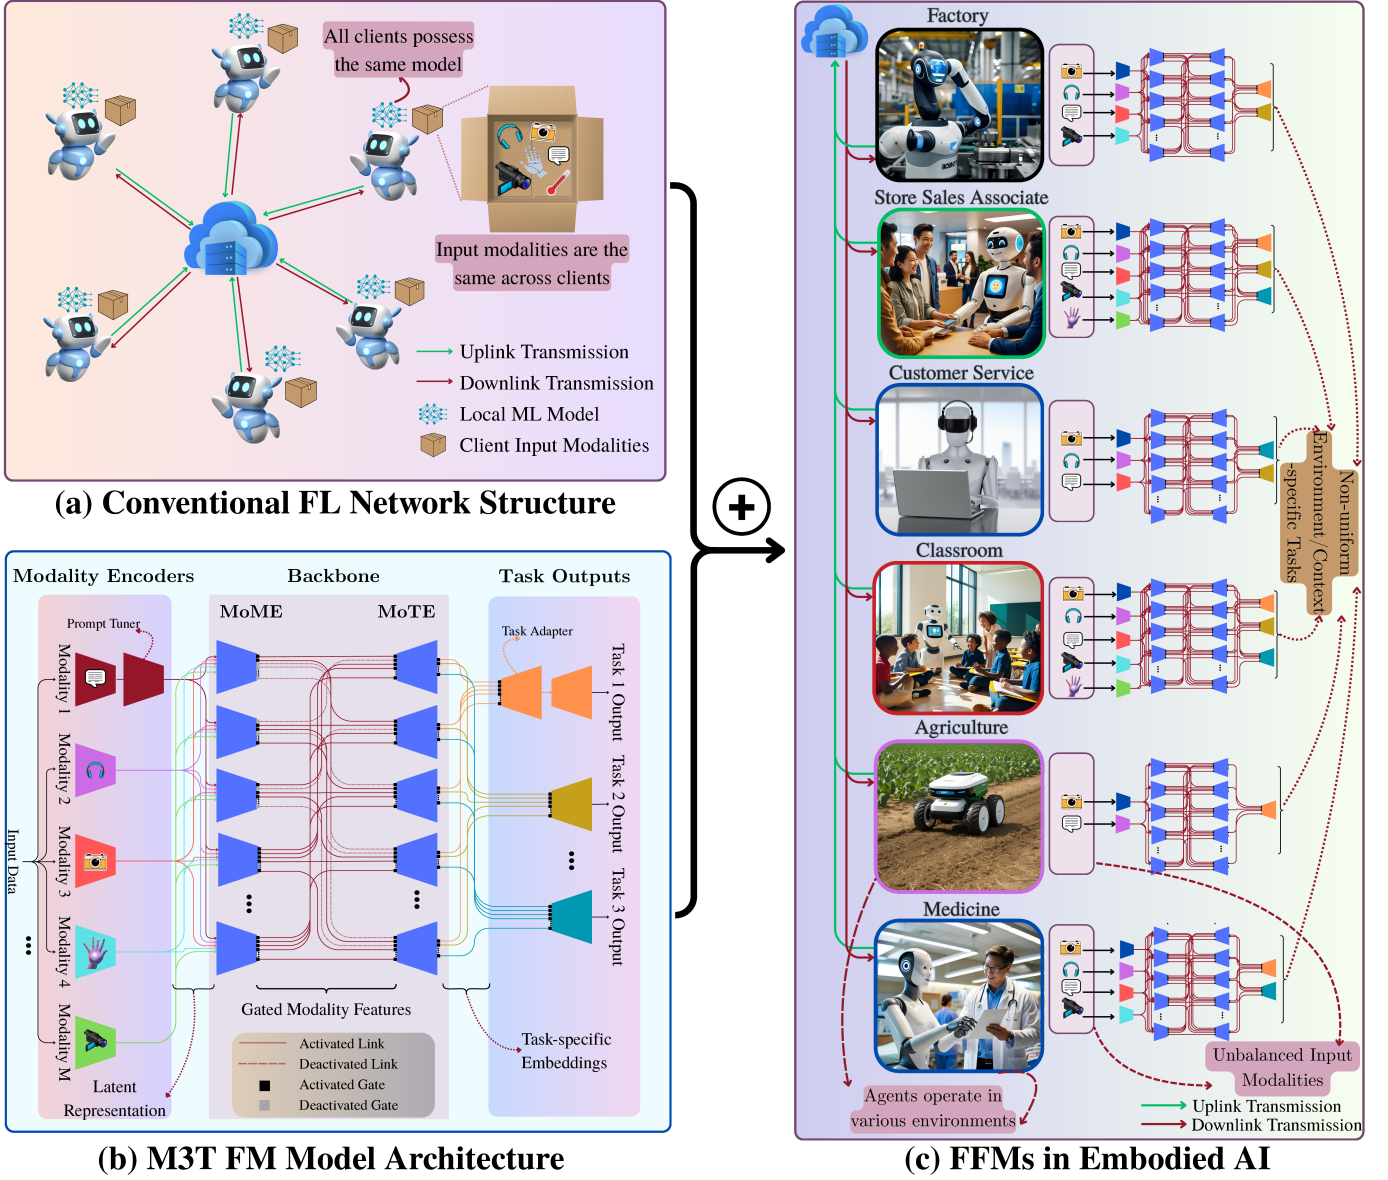 All clients possess
the same model
Input modalities are the
same across clients
Uplink Transmission
Downlink Transmission
Local ML Model
Client Input Modalities
(a) Conventional FL Network Structure
Modality Encoders
Backbone
Task Outputs
MoME
MoTE
Prompt Tuner
Task Adapter
Input Data
Modality 1
Modality 2
Modality 3
Modality 4
Modality M
Task 1 Output
Task 2 Output
Task 3 Output
Gated Modality Features
Activated Link
Deactivated Link
Activated Gate
Deactivated Gate
Latent
Representation
Task-specific
Embeddings
(b) M3T FM Model Architecture
Factory
Store Sales Associate
Customer Service
Classroom
Agriculture
Medicine
Non-uniform
Environment/Context
-specific Tasks
Unbalanced Input
Modalities
Agents operate in
various environments
Uplink Transmission
Downlink Transmission
(c) FFMs in Embodied AI